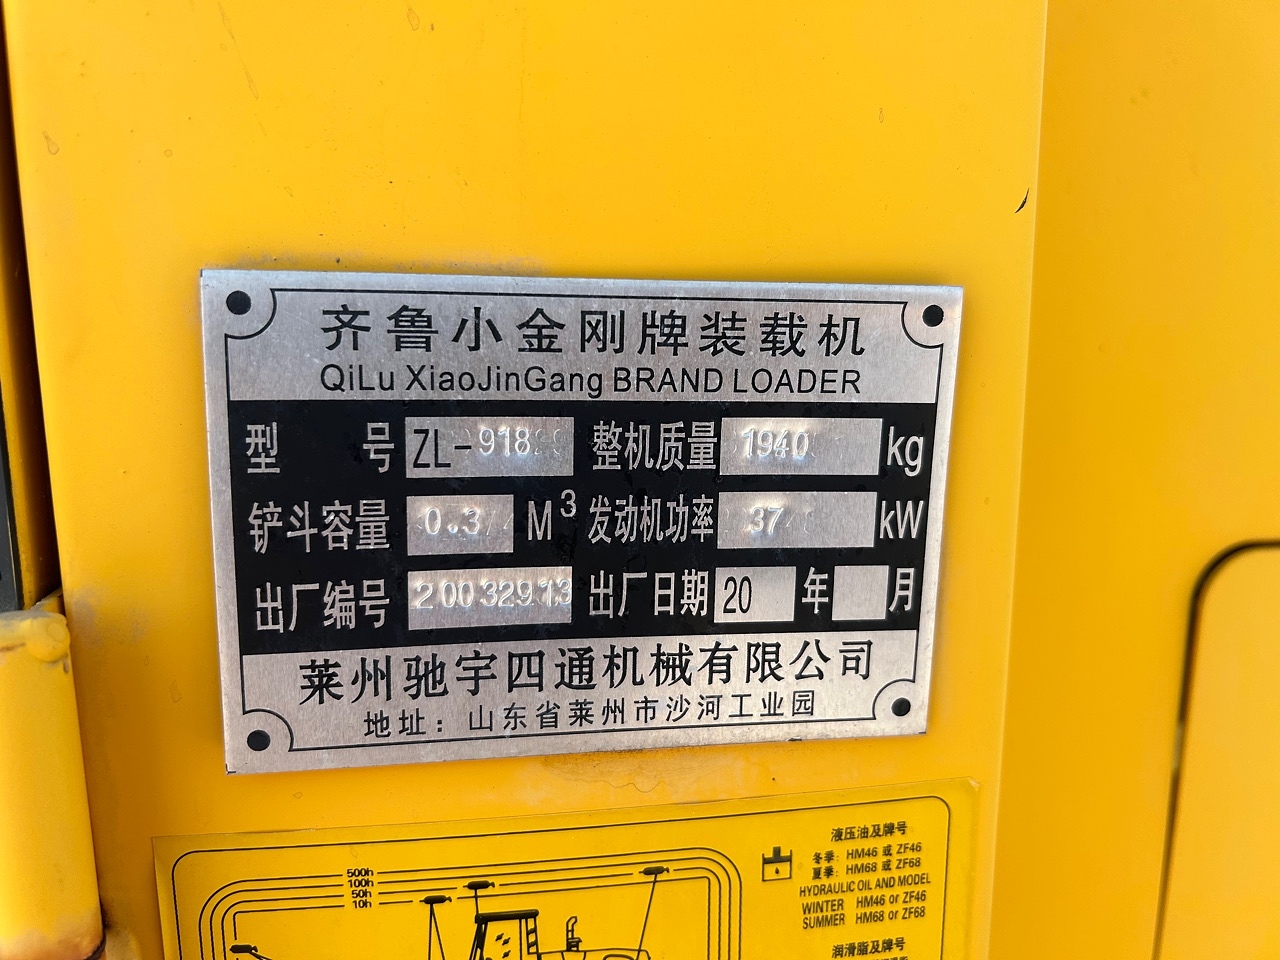 齐鲁小金刚牌装载机
QiLu XiaoJinGang BRAND LOADER
型 号 ZL-918 整机质量 1940 kg
铲斗容量 0.3 M³ 发动机功率 37 kW
出厂编号 20032913 出厂日期 20 年 月
莱州驰宇四通机械有限公司
地址：山东省莱州市沙河工业园
500h
100h
50h
10h
液压油及牌号
冬季：HM46 或 ZF46
夏季：HM68 或 ZF68
HYDRAULIC OIL AND MODEL
WINTER HM46 or ZF46
SUMMER HM68 or ZF68
润滑脂及牌号